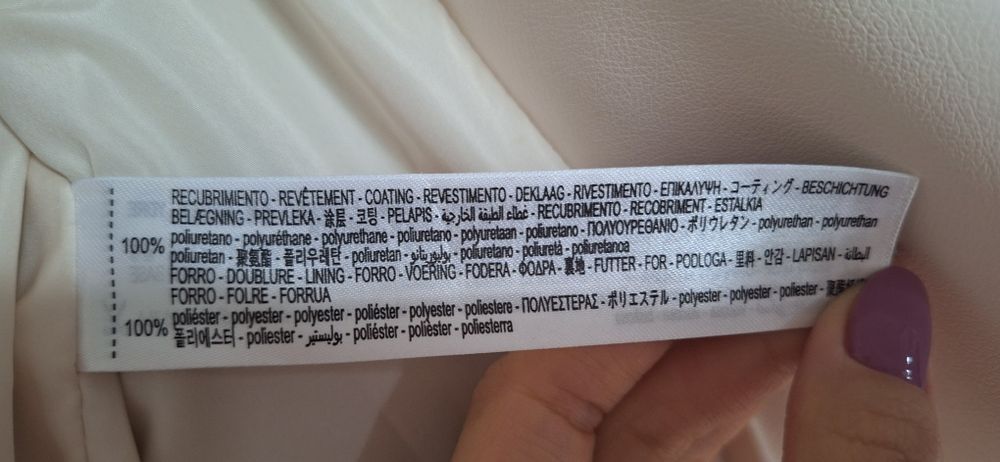 RECUBRIMIENTO - REVÊTEMENT - COATING - REVESTIMENTO - DEKLAAG - RIVESTIMENTO - ΕΠΙΚΑΛΥΨΗ - コーティング - BESCHICHTUNG
BELÆGNING - PREVLEKA - 涂层 - 코팅 - PELAPIS - غطاء الطبقة الخارجية - RECUBRIMENTO - RECOBRIMENT - ESTALKIA
100% poliuretano - polyuréthane - polyurethane - poliuretano - polyuretaan - poliuretano - ΠΟΛΥΟΥΡΕΘΑΝΙΟ - ポリウレタン - polyurethan - polyurethan
poliuretan - 聚氨酯 - 폴리우레탄 - poliuretan - بوليوريثانو - poliuretano - poliuretà - poliuretanoa
FORRO - DOUBLURE - LINING - FORRO - VOERING - FODERA - ΦΟΔΡΑ - 裏地 - FUTTER - FOR - PODLOGA - 里料 - 안감 - LAPISAN - البطانة
FORRO - FOLRE - FORRUA
100% poliéster - polyester - polyester - poliéster - polyester - poliestere - ΠΟΛΥΕΣΤΕΡΑΣ - ポリエステル - polyester - polyester - poliester -
폴리에스터 - poliester - بوليستير - poliéster - polièster - poliesterra